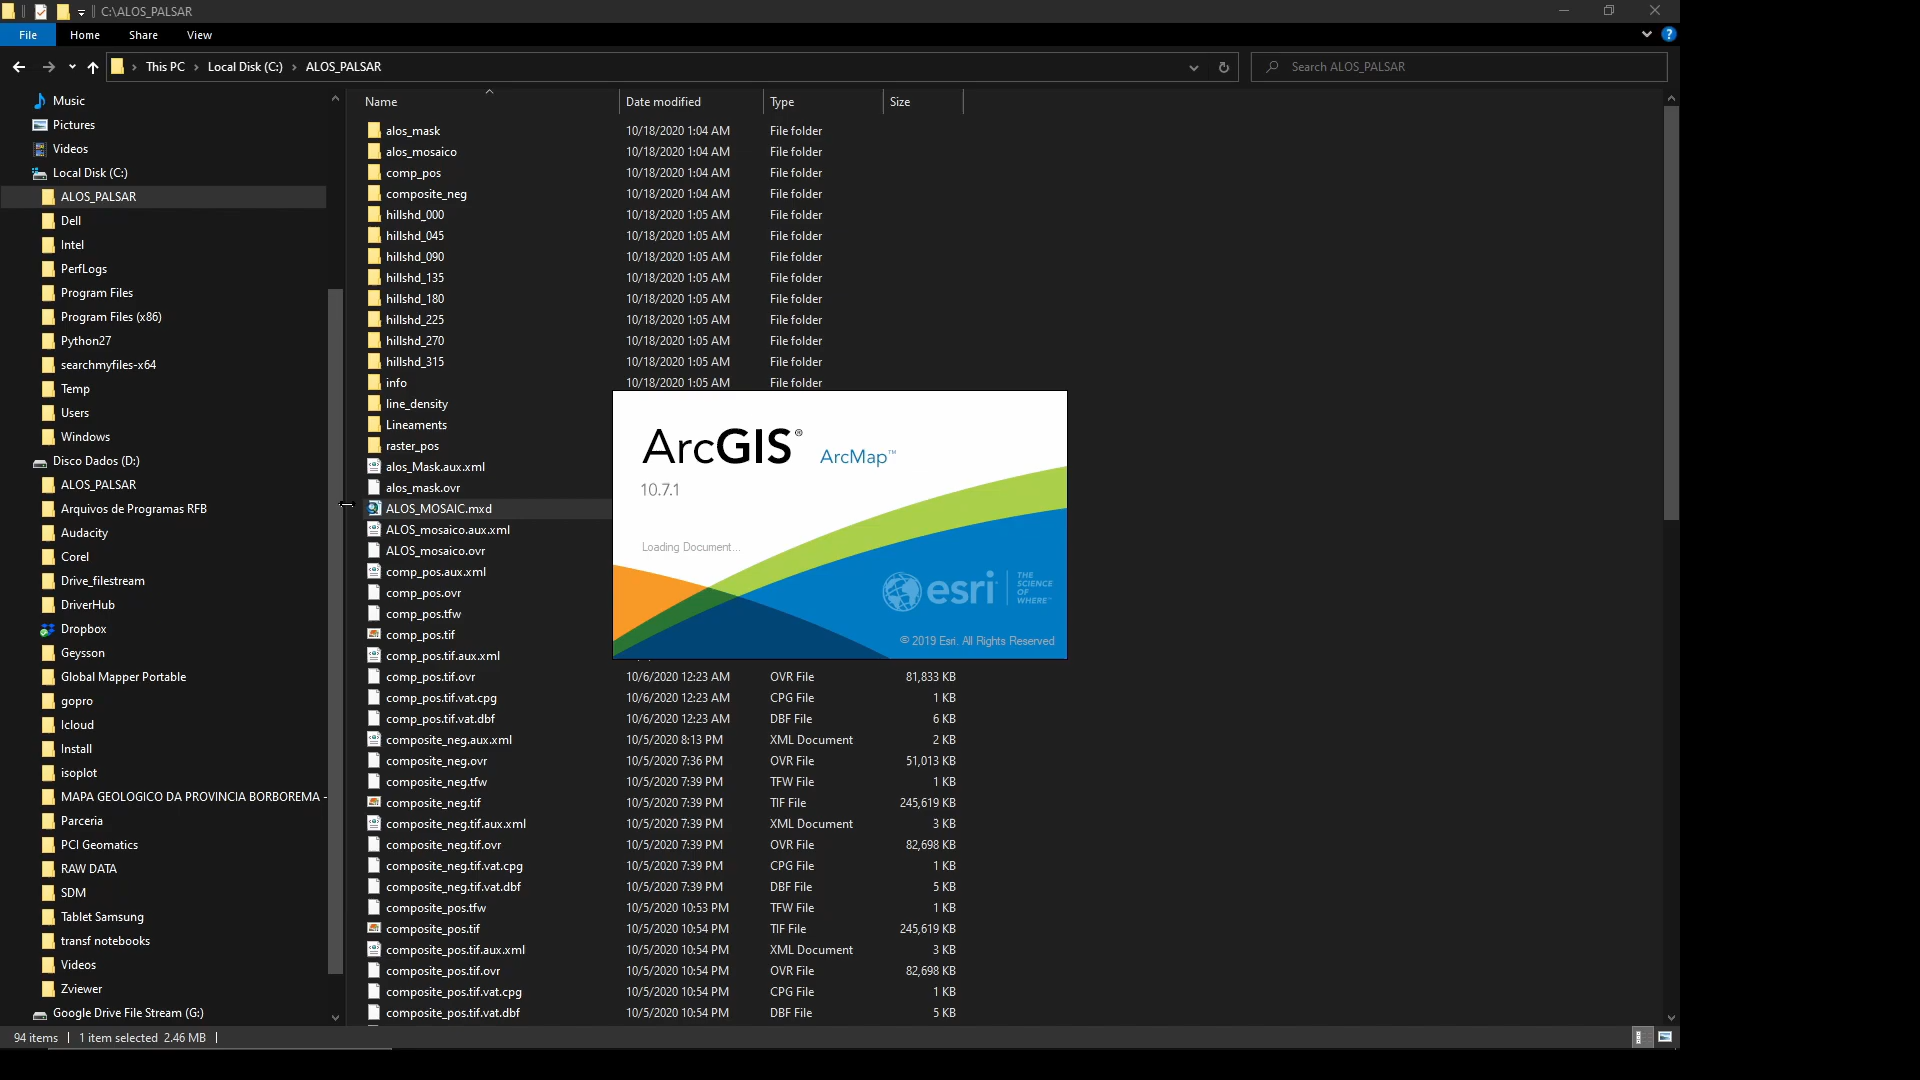 C:\ALOS_PALSAR
File Home Share View
This PC Local Disk (C:) ALOS_PALSAR
Search ALOS_PALSAR
Music
Pictures
Videos
Local Disk (C:)
ALOS_PALSAR
Dell
Intel
PerfLogs
Program Files
Program Files (x86)
Python27
searchmyfiles-x64
Temp
Users
Windows
Disco Dados (D:)
ALOS_PALSAR
Arquivos de Programas RFB
Audacity
Corel
Drive_filestream
DriverHub
Dropbox
Geysson
Global Mapper Portable
gopro
Icloud
Install
isoplot
MAPA GEOLOGICO DA PROVINCIA BORBOREMA -
Parceria
PCI Geomatics
RAW DATA
SDM
Tablet Samsung
transf notebooks
Videos
Zviewer
Google Drive File Stream (G:)
Name Date modified Type Size
alos_mask 10/18/2020 1:04 AM File folder
alos_mosaico 10/18/2020 1:04 AM File folder
comp_pos 10/18/2020 1:04 AM File folder
composite_neg 10/18/2020 1:04 AM File folder
hillshd_000 10/18/2020 1:05 AM File folder
hillshd_045 10/18/2020 1:05 AM File folder
hillshd_090 10/18/2020 1:05 AM File folder
hillshd_135 10/18/2020 1:05 AM File folder
hillshd_180 10/18/2020 1:05 AM File folder
hillshd_225 10/18/2020 1:05 AM File folder
hillshd_270 10/18/2020 1:05 AM File folder
hillshd_315 10/18/2020 1:05 AM File folder
info 10/18/2020 1:05 AM File folder
line_density
Lineaments
raster_pos
alos_Mask.aux.xml
alos_mask.ovr
ALOS_MOSAIC.mxd
ALOS_mosaico.aux.xml
ALOS_mosaico.ovr
comp_pos.aux.xml
comp_pos.ovr
comp_pos.tfw
comp_pos.tif
comp_pos.tif.aux.xml
comp_pos.tif.ovr 10/6/2020 12:23 AM OVR File 81,833 KB
comp_pos.tif.vat.cpg 10/6/2020 12:23 AM CPG File 1 KB
comp_pos.tif.vat.dbf 10/6/2020 12:23 AM DBF File 6 KB
composite_neg.aux.xml 10/5/2020 8:13 PM XML Document 2 KB
composite_neg.ovr 10/5/2020 7:36 PM OVR File 51,013 KB
composite_neg.tfw 10/5/2020 7:39 PM TFW File 1 KB
composite_neg.tif 10/5/2020 7:39 PM TIF File 245,619 KB
composite_neg.tif.aux.xml 10/5/2020 7:39 PM XML Document 3 KB
composite_neg.tif.ovr 10/5/2020 7:39 PM OVR File 82,698 KB
composite_neg.tif.vat.cpg 10/5/2020 7:39 PM CPG File 1 KB
composite_neg.tif.vat.dbf 10/5/2020 7:39 PM DBF File 5 KB
composite_pos.tfw 10/5/2020 10:53 PM TFW File 1 KB
composite_pos.tif 10/5/2020 10:54 PM TIF File 245,619 KB
composite_pos.tif.aux.xml 10/5/2020 10:54 PM XML Document 3 KB
composite_pos.tif.ovr 10/5/2020 10:54 PM OVR File 82,698 KB
composite_pos.tif.vat.cpg 10/5/2020 10:54 PM CPG File 1 KB
composite_pos.tif.vat.dbf 10/5/2020 10:54 PM DBF File 5 KB
ArcGIS® ArcMap™
10.7.1
Loading Document...
esri
THE
SCIENCE
OF
WHERE™
© 2019 Esri. All Rights Reserved
94 items 1 item selected 2.46 MB